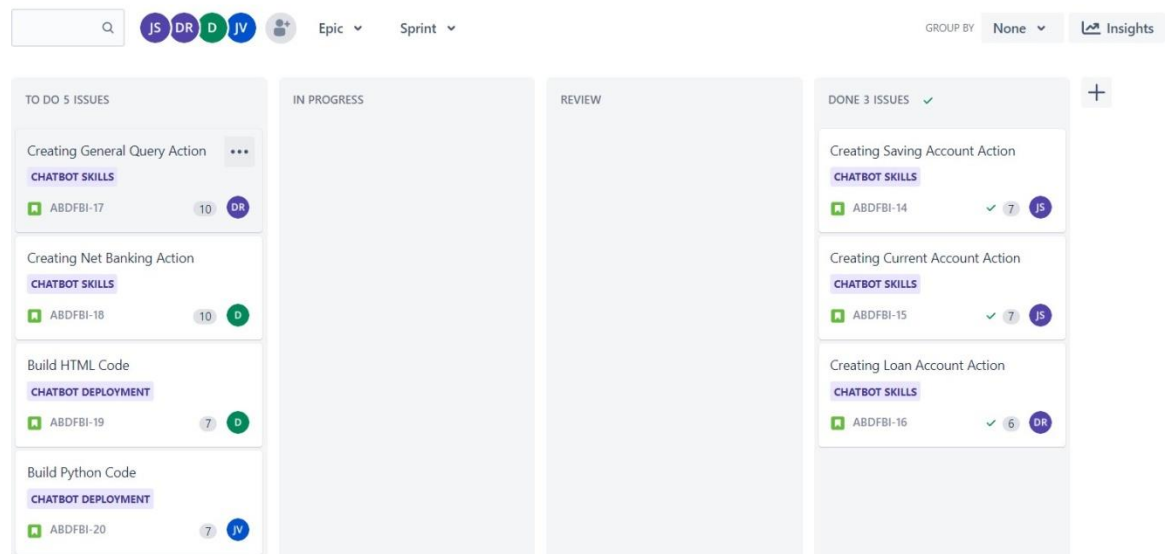 JS DR D JV Epic Sprint GROUP BY None Insights
TO DO 5 ISSUES
Creating General Query Action
CHATBOT SKILLS
ABDFBI-17 10 DR
Creating Net Banking Action
CHATBOT SKILLS
ABDFBI-18 10 D
Build HTML Code
CHATBOT DEPLOYMENT
ABDFBI-19 7 D
Build Python Code
CHATBOT DEPLOYMENT
ABDFBI-20 7 JV
IN PROGRESS
REVIEW
DONE 3 ISSUES
Creating Saving Account Action
CHATBOT SKILLS
ABDFBI-14 7 JS
Creating Current Account Action
CHATBOT SKILLS
ABDFBI-15 7 JS
Creating Loan Account Action
CHATBOT SKILLS
ABDFBI-16 6 DR